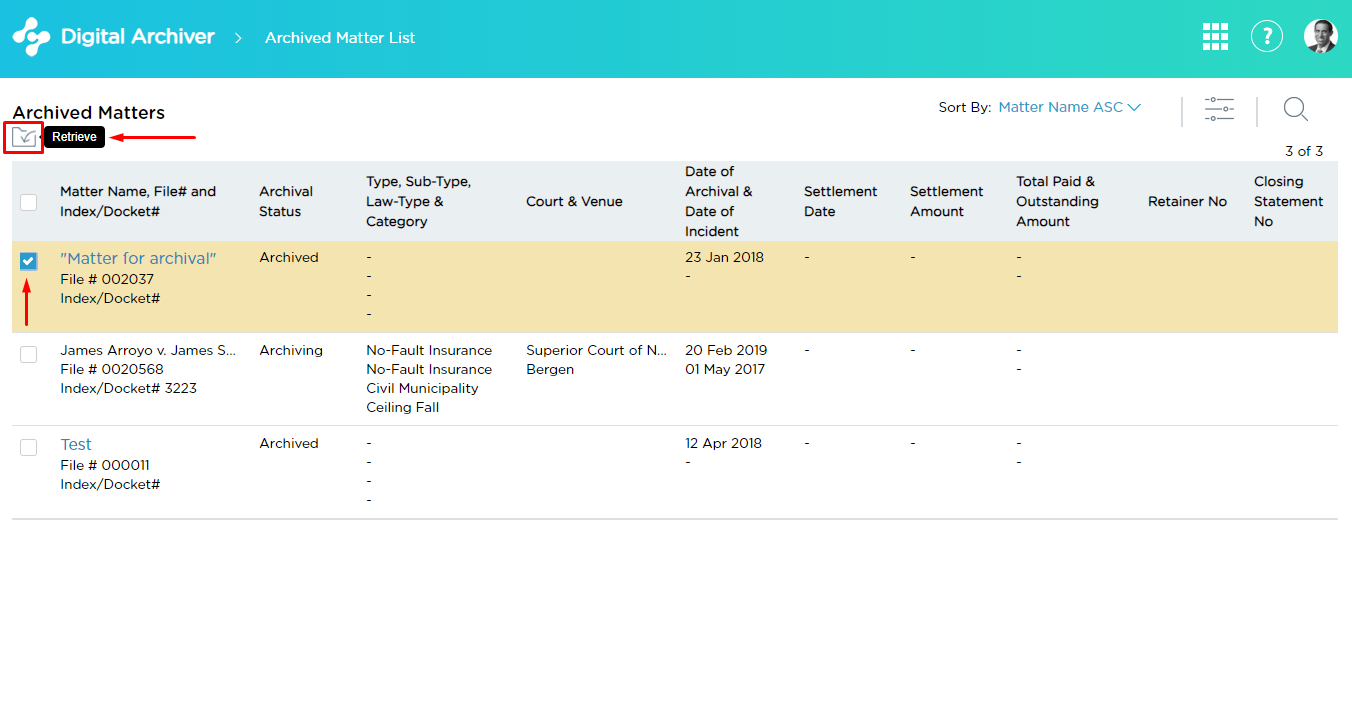 Digital Archiver > Archived Matter List
?
Archived Matters
Sort By: Matter Name ASC
Retrieve
3 of 3
Matter Name, File# and
Index/Docket#
Archival
Status
Type, Sub-Type,
Law-Type &
Category
Court & Venue
Date of
Archival &
Date of
Incident
Settlement
Date
Settlement
Amount
Total Paid &
Outstanding
Amount
Retainer No
Closing
Statement
No
"Matter for archival"
File # 002037
Index/Docket#
Archived
-
-
-
-
23 Jan 2018
-
-
-
-
-
James Arroyo v. James S...
File # 0020568
Index/Docket# 3223
Archiving
No-Fault Insurance
No-Fault Insurance
Civil Municipality
Ceiling Fall
Superior Court of N...
Bergen
20 Feb 2019
01 May 2017
-
-
-
-
Test
File # 000011
Index/Docket#
Archived
-
-
-
-
12 Apr 2018
-
-
-
-
-